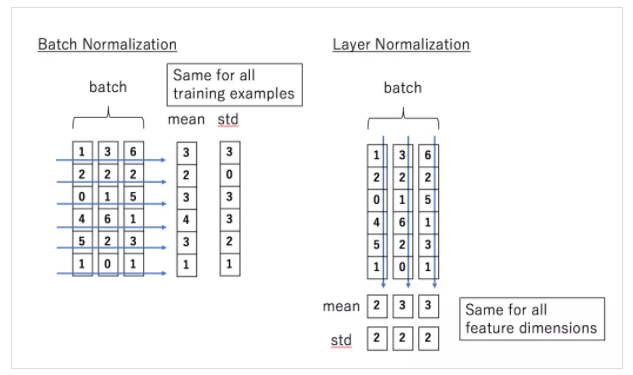 Batch Normalization
batch
Same for all
training examples
mean std
1 3 6 3 3
2 2 2 2 0
0 1 5 3 3
4 6 1 4 3
5 2 3 3 2
1 0 1 1 1
Layer Normalization
batch
1 3 6
2 2 2
0 1 5
4 6 1
5 2 3
1 0 1
mean 2 3 3
std 2 2 2
Same for all
feature dimensions